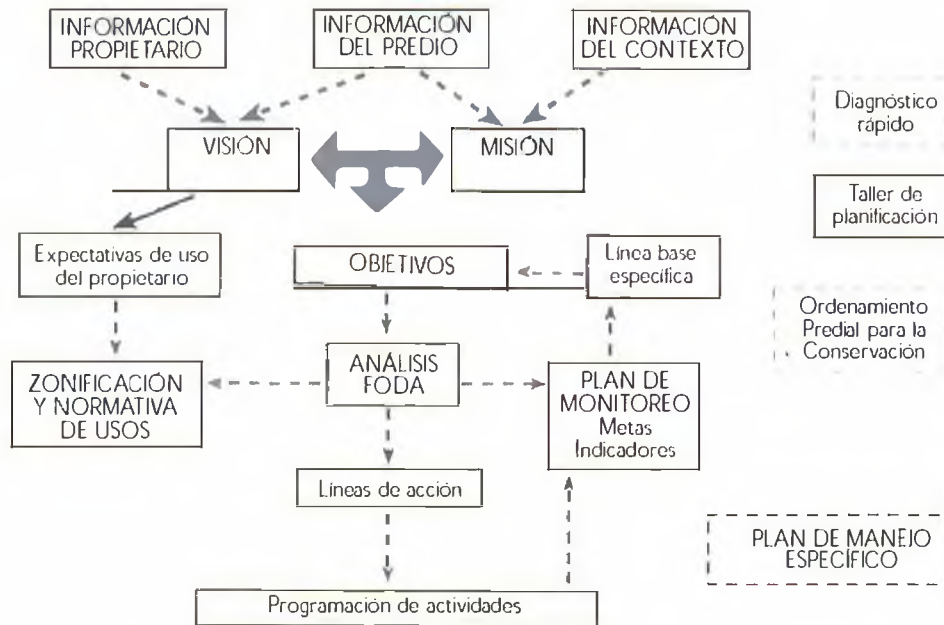 INFORMACIÓN
PROPIETARIO
INFORMACIÓN
DEL PREDIO
INFORMACIÓN
DEL CONTEXTO
Diagnóstico
rápido
VISIÓN
MISIÓN
Taller de
planificación
Expectativas de uso
del propietario
OBJETIVOS
Línea base
específica
Ordenamiento
Predial para la
Conservación
ZONIFICACIÓN
Y NORMATIVA
DE USOS
ANÁLISIS
FODA
PLAN DE
MONITOREO
Metas
Indicadores
Líneas de acción
PLAN DE MANEJO
ESPECÍFICO
Programación de actividades